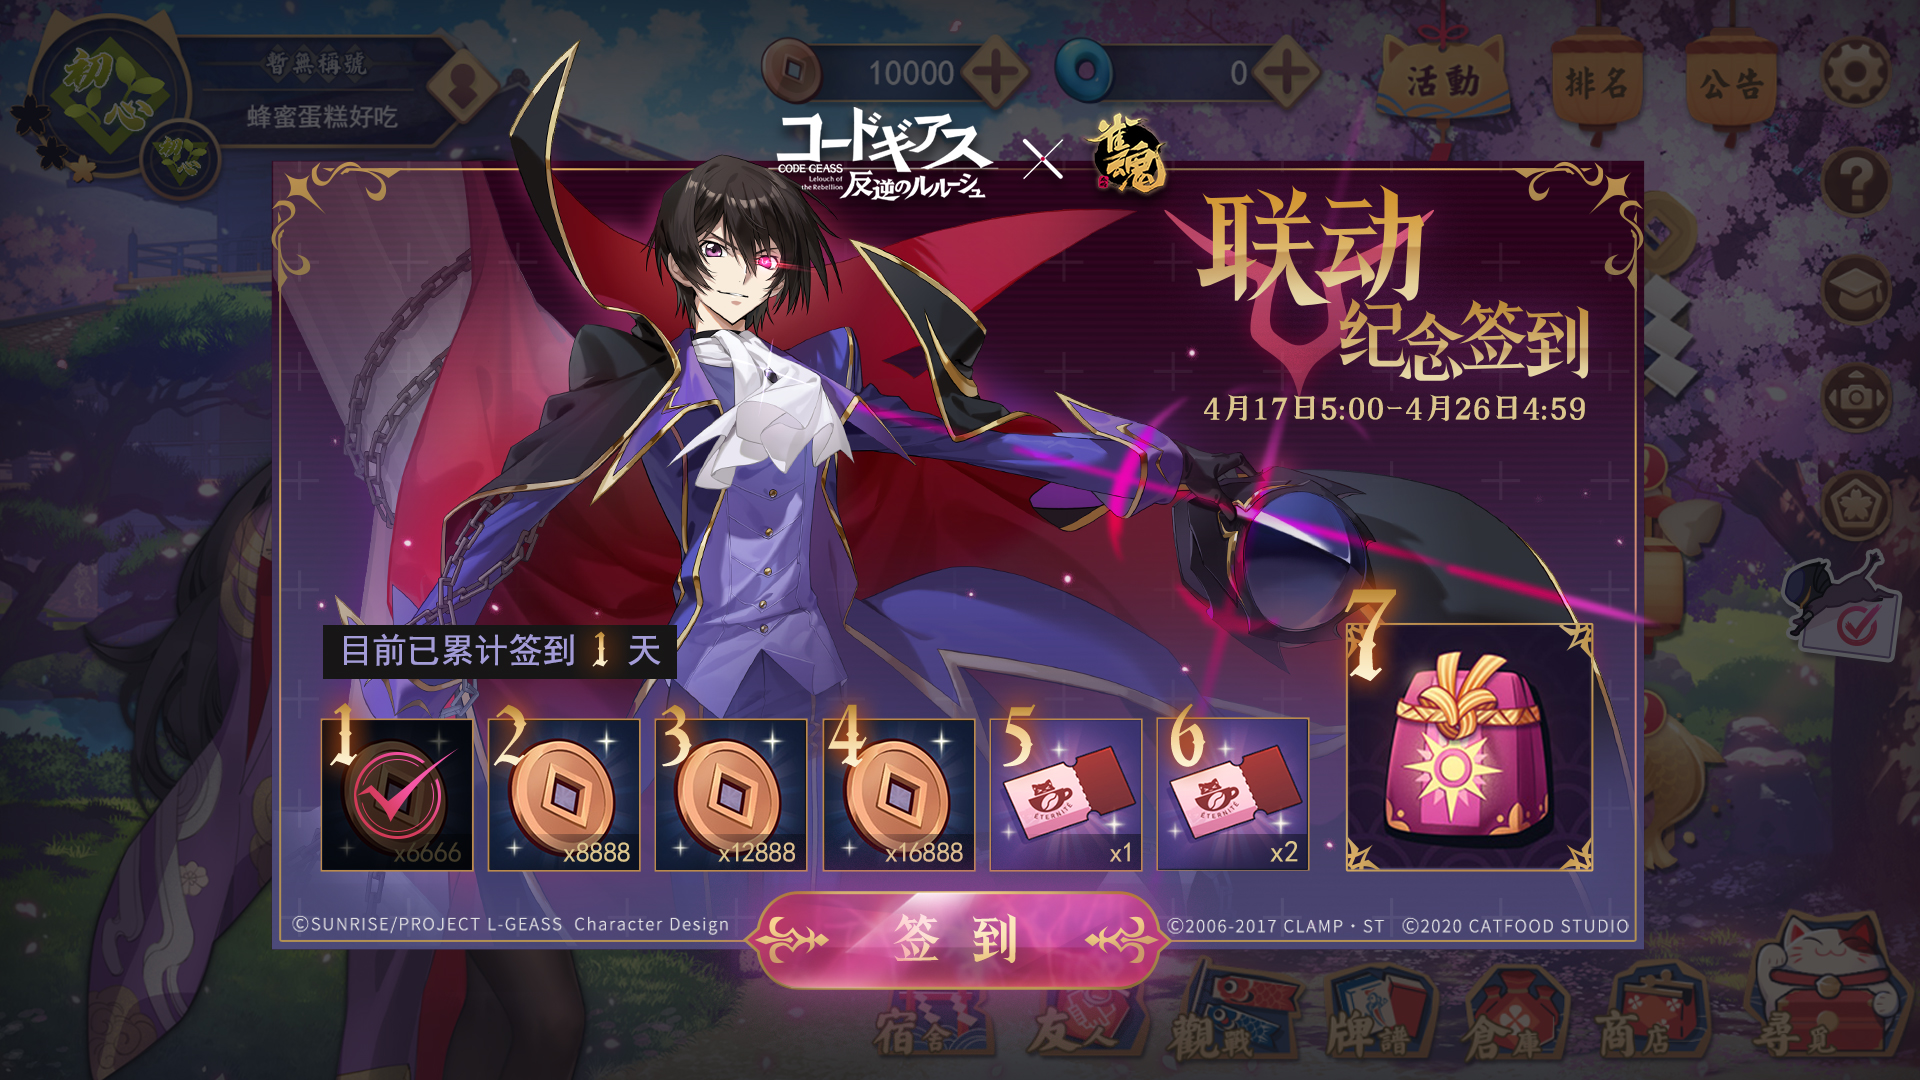 初心
暫無稱號
蜂蜜蛋糕好吃
初心
10000
0
活動
排名
公告
コードギアス
CODE GEASS
Lelouch of
the Rebellion
反逆のルルーシュ
雀魂
联动
纪念签到
4月17日5:00-4月26日4:59
目前已累计签到 1 天
1
x6666
2
x8888
3
x12888
4
x16888
5
ETERNITE
x1
6
ETERNITE
x2
7
签到
©SUNRISE/PROJECT L-GEASS Character Design
©2006-2017 CLAMP・ST ©2020 CATFOOD STUDIO
宿舍
友人
觀戰
牌譜
倉庫
商店
尋覓